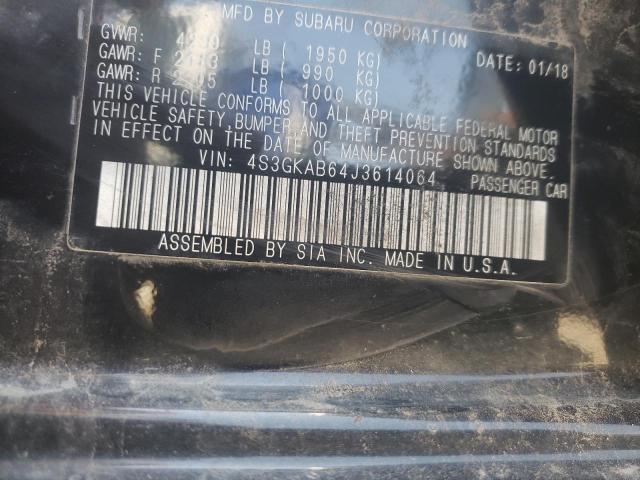 MFD BY SUBARU CORPORATION
GVWR: LB ( 1950 KG) DATE: 01/18
GAWR: F LB ( 990 KG)
GAWR: R LB ( 1000 KG)
THIS VEHICLE CONFORMS TO ALL APPLICABLE FEDERAL MOTOR
VEHICLE SAFETY, BUMPER AND THEFT PREVENTION STANDARDS
IN EFFECT ON THE DATE OF MANUFACTURE SHOWN ABOVE.
VIN: 4S3GKAB64J3614064 PASSENGER CAR
ASSEMBLED BY SIA INC. MADE IN U.S.A.